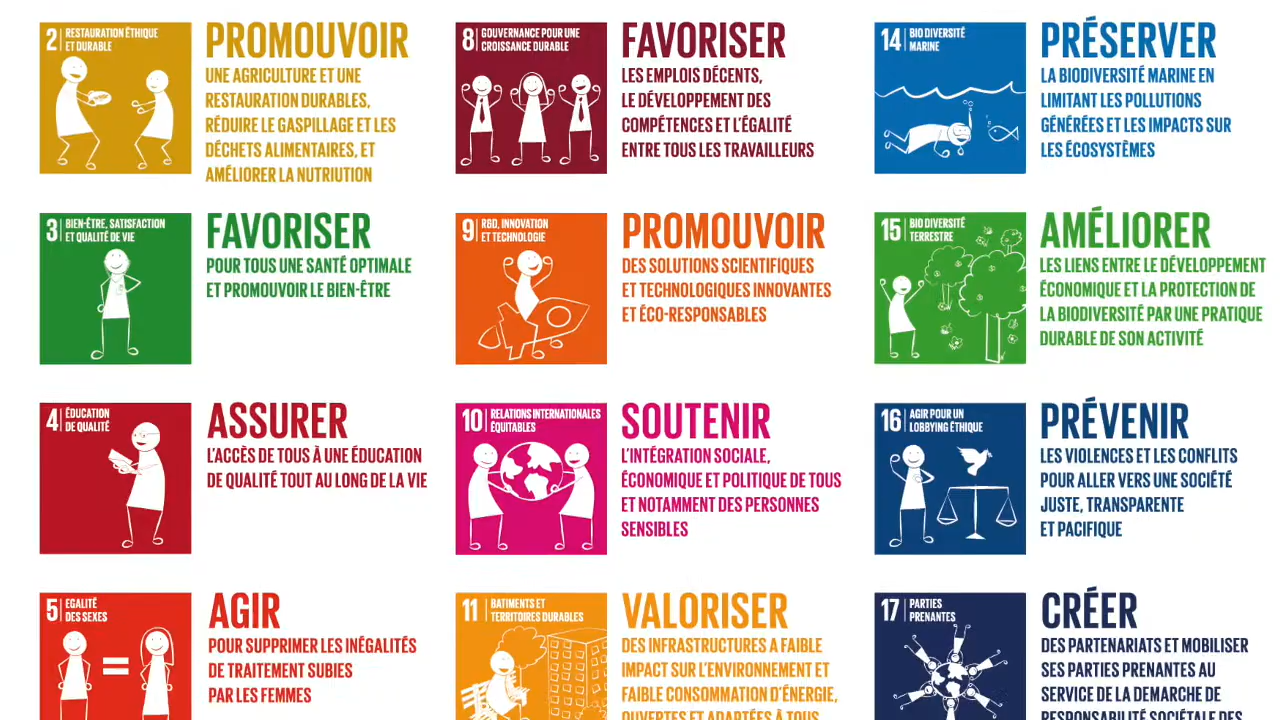 2 RESTAURATION ÉTHIQUE
ET DURABLE
PROMOUVOIR
UNE AGRICULTURE ET UNE
RESTAURATION DURABLES,
RÉDUIRE LE GASPILLAGE ET LES
DÉCHETS ALIMENTAIRES, ET
AMÉLIORER LA NUTRIUTION
3 BIEN-ÊTRE, SATISFACTION
ET QUALITÉ DE VIE
FAVORISER
POUR TOUS UNE SANTÉ OPTIMALE
ET PROMOUVOIR LE BIEN-ÊTRE
4 ÉDUCATION
DE QUALITÉ
ASSURER
L'ACCÈS DE TOUS À UNE ÉDUCATION
DE QUALITÉ TOUT AU LONG DE LA VIE
5 EGALITÉ
DES SEXES
AGIR
POUR SUPPRIMER LES INÉGALITÉS
DE TRAITEMENT SUBIES
PAR LES FEMMES
8 GOUVERNANCE POUR UNE
CROISSANCE DURABLE
FAVORISER
LES EMPLOIS DÉCENTS,
LE DÉVELOPPEMENT DES
COMPÉTENCES ET L'ÉGALITÉ
ENTRE TOUS LES TRAVAILLEURS
9 R&D, INNOVATION
ET TECHNOLOGIE
PROMOUVOIR
DES SOLUTIONS SCIENTIFIQUES
ET TECHNOLOGIQUES INNOVANTES
ET ÉCO-RESPONSABLES
10 RELATIONS INTERNATIONALES
ÉQUITABLES
SOUTENIR
L'INTÉGRATION SOCIALE,
ÉCONOMIQUE ET POLITIQUE DE TOUS
ET NOTAMMENT DES PERSONNES
SENSIBLES
11 BATIMENTS ET
TERRITOIRES DURABLES
VALORISER
DES INFRASTRUCTURES A FAIBLE
IMPACT SUR L'ENVIRONNEMENT ET
FAIBLE CONSOMMATION D'ÉNERGIE,
OUVERTES ET ADAPTÉES À TOUS
14 BIO DIVERSITÉ
MARINE
PRÉSERVER
LA BIODIVERSITÉ MARINE EN
LIMITANT LES POLLUTIONS
GÉNÉRÉES ET LES IMPACTS SUR
LES ÉCOSYSTÈMES
15 BIO DIVERSITÉ
TERRESTRE
AMÉLIORER
LES LIENS ENTRE LE DÉVELOPPEMENT
ÉCONOMIQUE ET LA PROTECTION DE
LA BIODIVERSITÉ PAR UNE PRATIQUE
DURABLE DE SON ACTIVITÉ
16 AGIR POUR UN
LOBBYING ÉTHIQUE
PRÉVENIR
LES VIOLENCES ET LES CONFLITS
POUR ALLER VERS UNE SOCIÉTÉ
JUSTE, TRANSPARENTE
ET PACIFIQUE
17 PARTIES
PRENANTES
CRÉER
DES PARTENARIATS ET MOBILISER
SES PARTIES PRENANTES AU
SERVICE DE LA DEMARCHE DE
RESPONSABILITÉ SOCIÉTALE DES